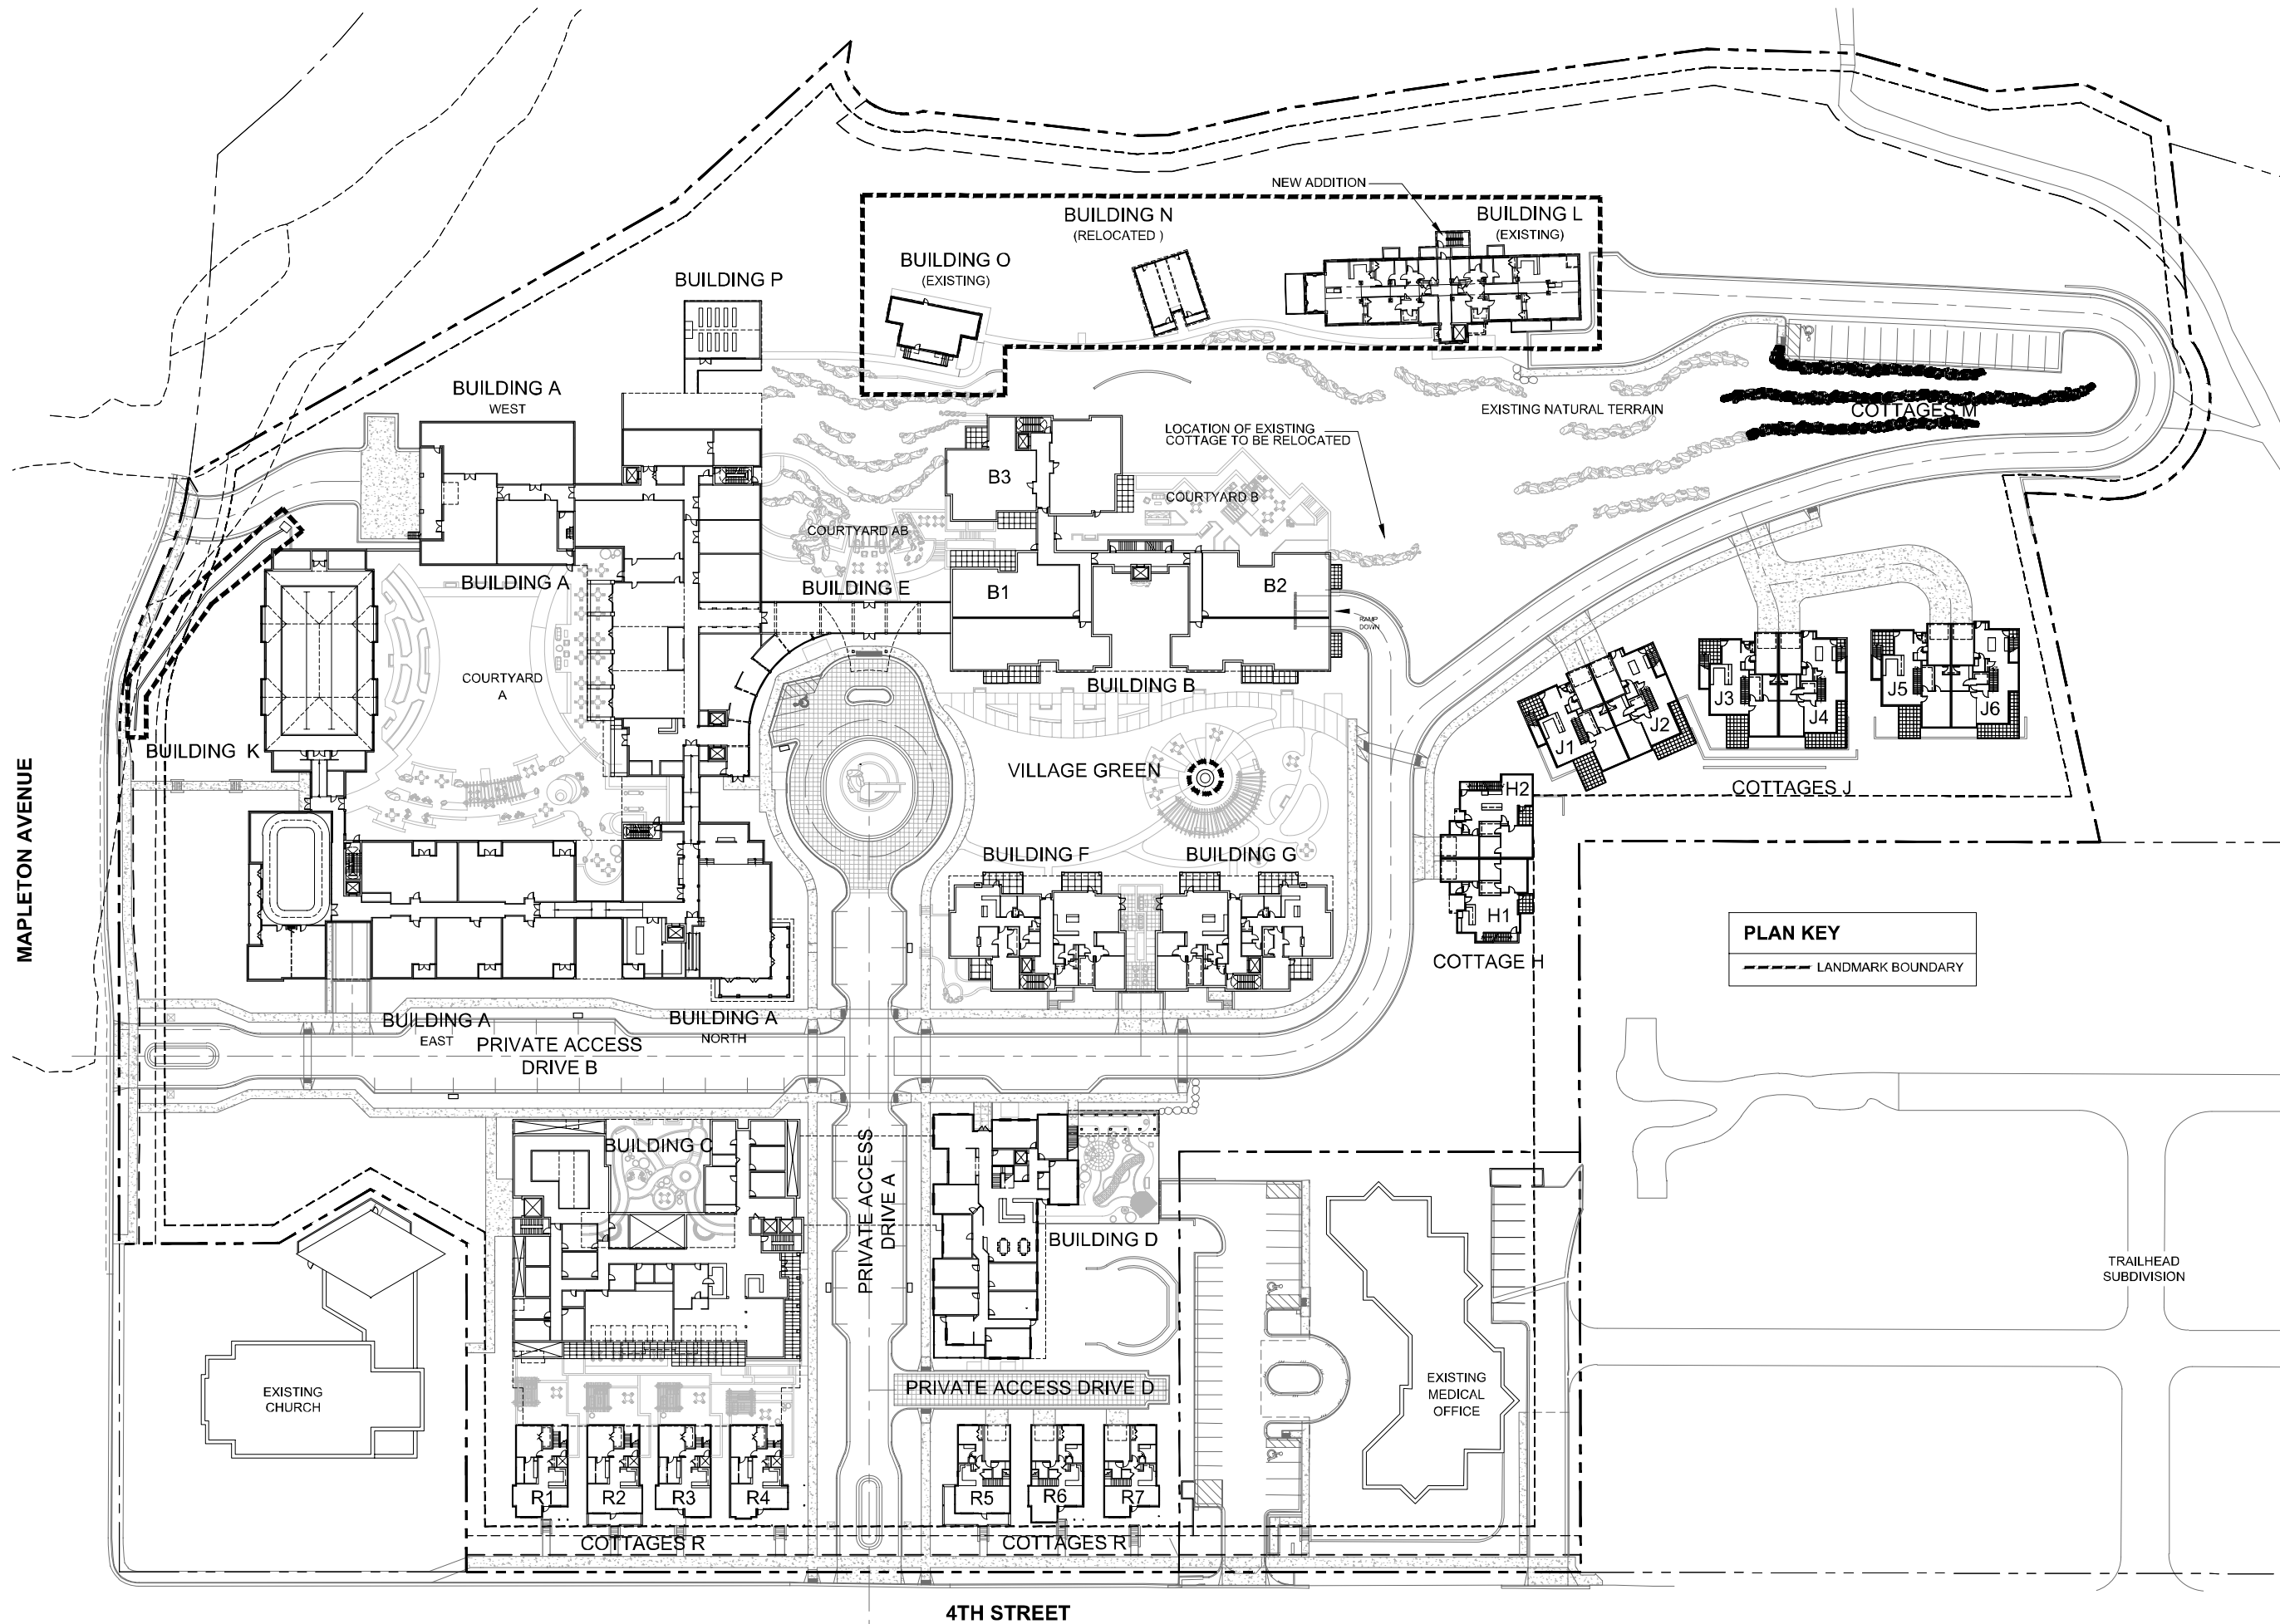 NEW ADDITION
BUILDING N
(RELOCATED )
BUILDING L
(EXISTING)
BUILDING O
(EXISTING)
BUILDING P
BUILDING A
WEST
EXISTING NATURAL TERRAIN
COTTAGES M
LOCATION OF EXISTING
COTTAGE TO BE RELOCATED
B3
COURTYARD B
COURTYARD AB
BUILDING A
BUILDING E
B1
B2
RAMP
DOWN
COURTYARD
A
BUILDING B
J1
J2
J3
J4
J5
J6
BUILDING K
VILLAGE GREEN
COTTAGES J
H2
MAPLETON AVENUE
BUILDING F
BUILDING G
H1
COTTAGE H
PLAN KEY
LANDMARK BOUNDARY
BUILDING A
EAST
BUILDING A
NORTH
PRIVATE ACCESS
DRIVE B
BUILDING C
PRIVATE ACCESS
DRIVE A
BUILDING D
TRAILHEAD
SUBDIVISION
EXISTING
CHURCH
PRIVATE ACCESS DRIVE D
EXISTING
MEDICAL
OFFICE
R1
R2
R3
R4
R5
R6
R7
COTTAGES R
COTTAGES R
4TH STREET